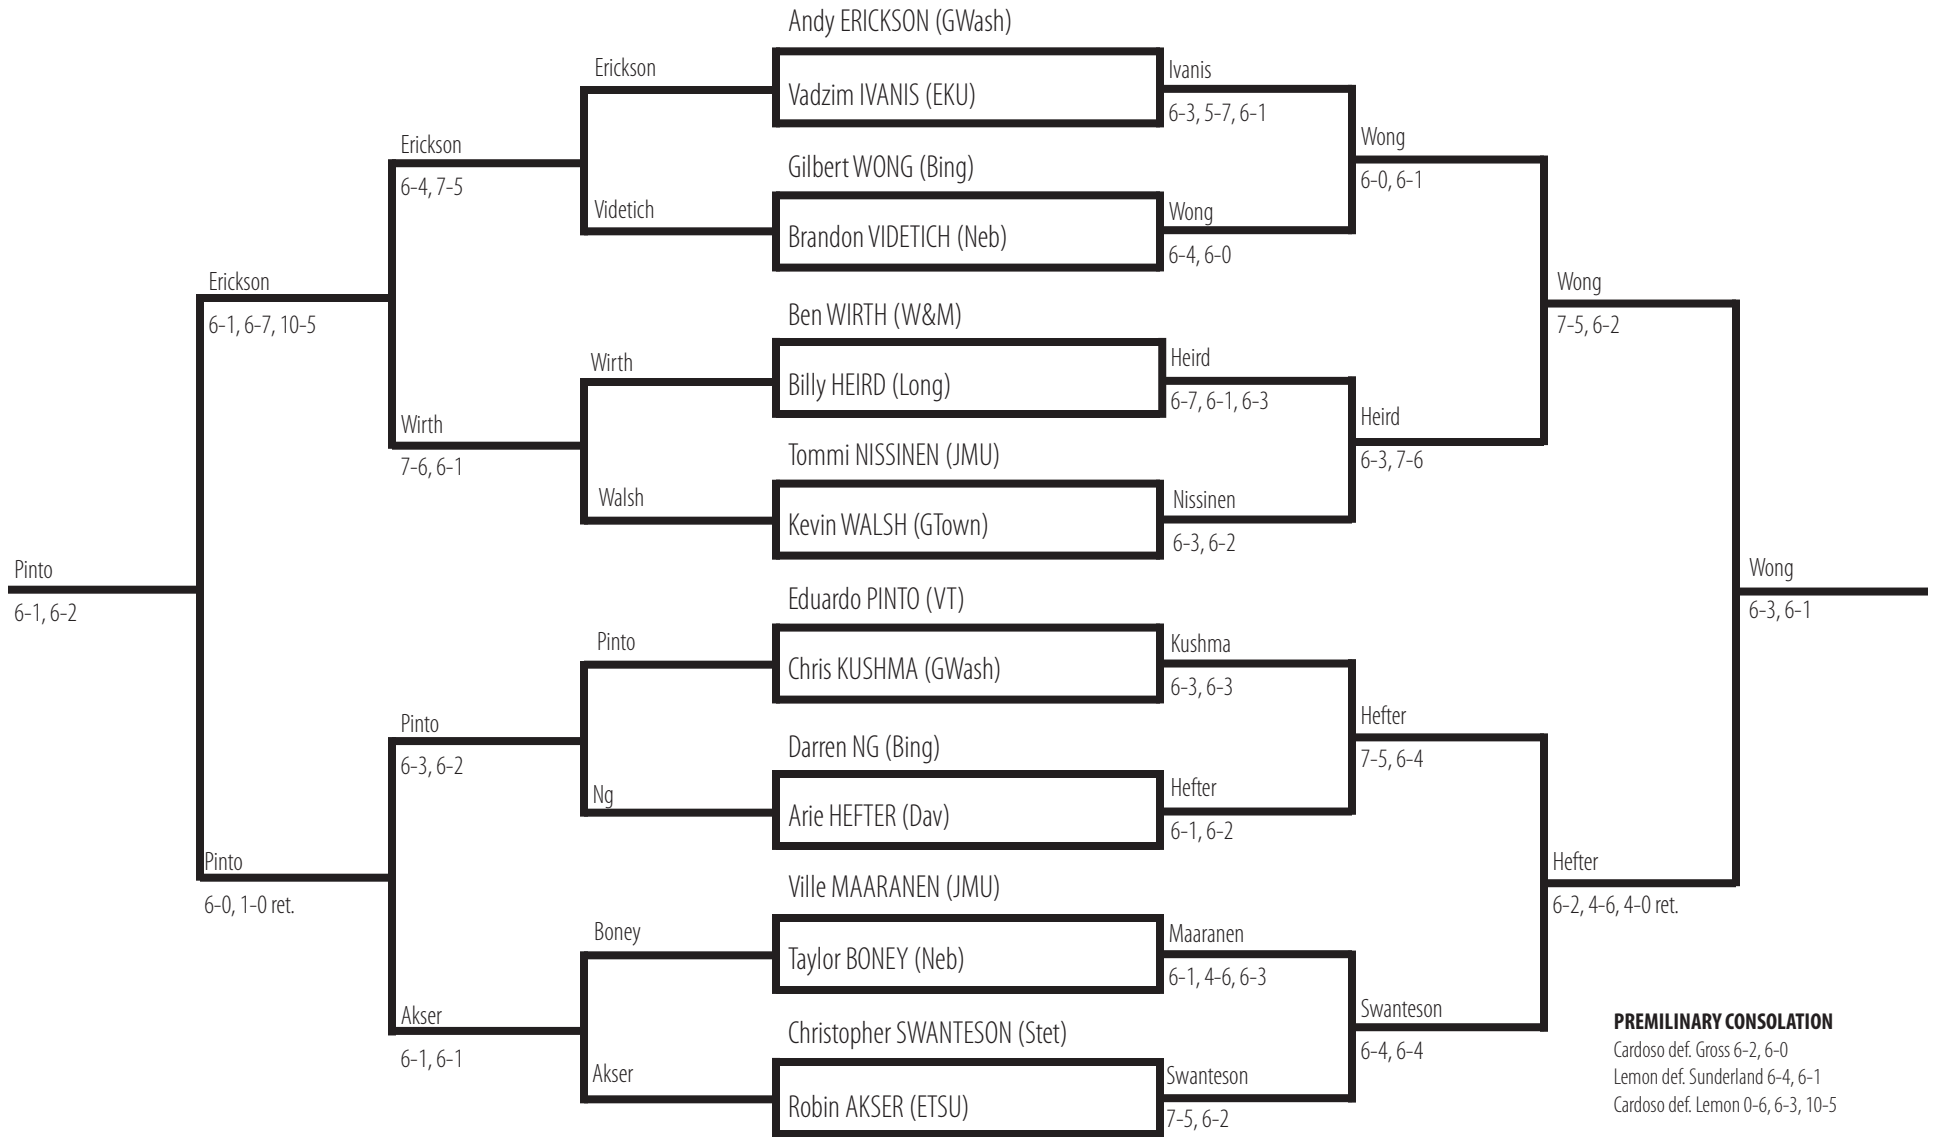 Andy ERICKSON (GWash)
Erickson
Ivanis
Vadzim IVANIS (EKU)
6-3, 5-7, 6-1
Erickson
Wong
Gilbert WONG (Bing)
6-4, 7-5
6-0, 6-1
Videtich
Wong
Brandon VIDETICH (Neb)
6-4, 6-0
Erickson
Wong
6-1, 6-7, 10-5
Ben WIRTH (W&M)
7-5, 6-2
Wirth
Heird
Billy HEIRD (Long)
6-7, 6-1, 6-3
Wirth
Heird
7-6, 6-1
Tommi NISSINEN (JMU)
6-3, 7-6
Walsh
Nissinen
Kevin WALSH (GTown)
6-3, 6-2
Pinto
Wong
6-1, 6-2
Eduardo PINTO (VT)
6-3, 6-1
Pinto
Kushma
Chris KUSHMA (GWash)
6-3, 6-3
Pinto
Hefter
6-3, 6-2
Darren NG (Bing)
7-5, 6-4
Ng
Hefter
Arie HEFTER (Dav)
6-1, 6-2
Pinto
Hefter
6-0, 1-0 ret.
Ville MAARANEN (JMU)
6-2, 4-6, 4-0 ret.
Boney
Maaranen
Taylor BONEY (Neb)
6-1, 4-6, 6-3
Akser
Swanteson
6-1, 6-1
Christopher SWANTESON (Stet)
6-4, 6-4
Akser
Swanteson
Robin AKSER (ETSU)
7-5, 6-2
PREMILINARY CONSOLATION
Cardoso def. Gross 6-2, 6-0
Lemon def. Sunderland 6-4, 6-1
Cardoso def. Lemon 0-6, 6-3, 10-5